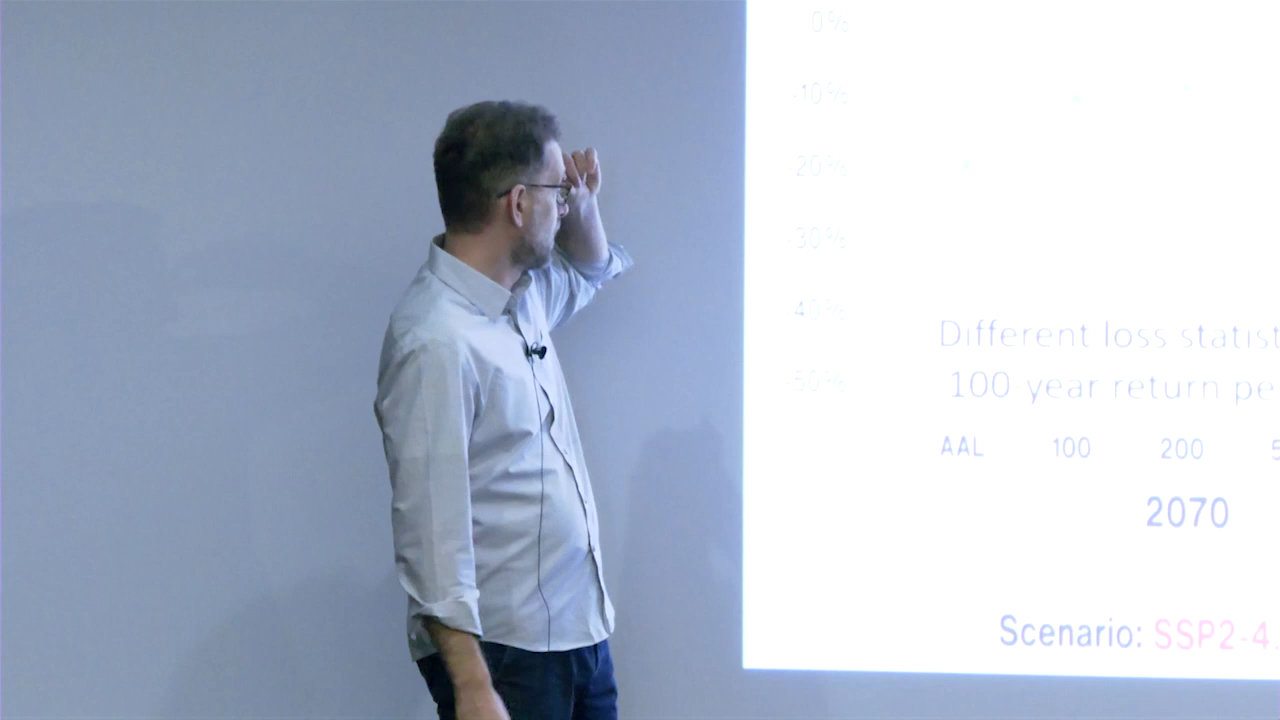 0%
-10%
20%
30%
40%
50%
Different loss statist
100 year return pe
AAL 100 200 5
2070
Scenario: SSP2-4.